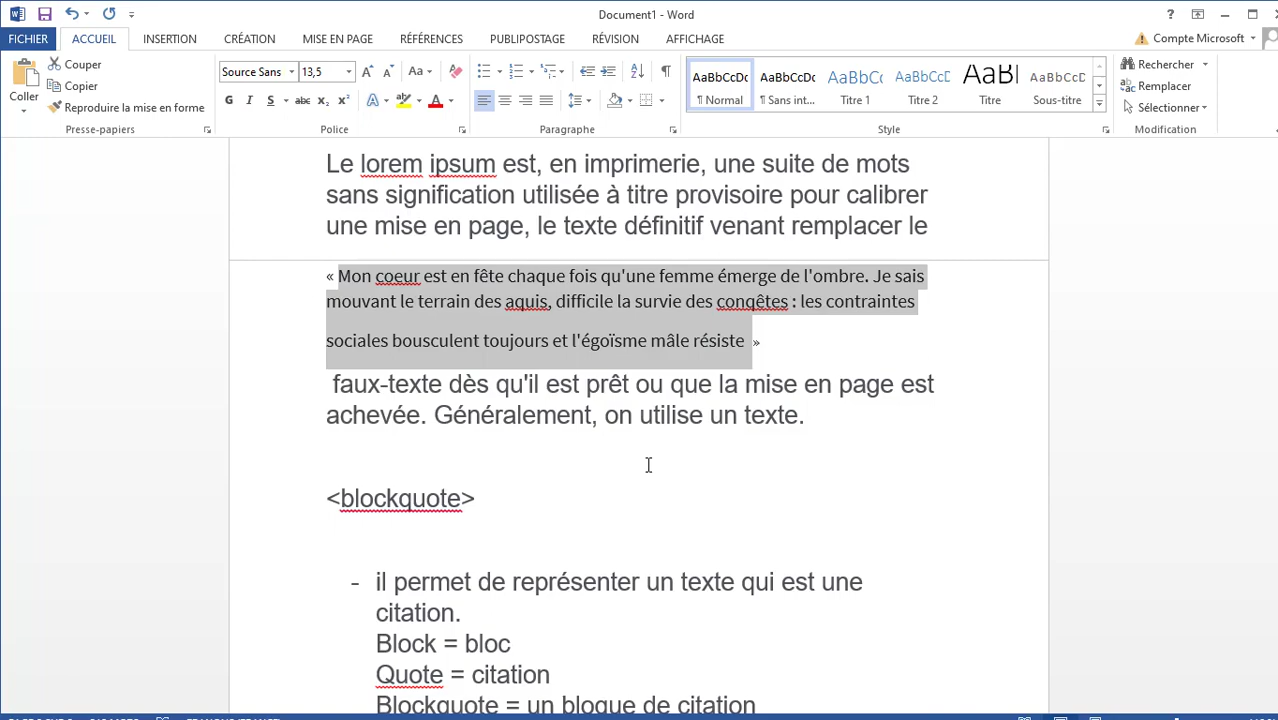 Document1 - Word
?
FICHIER ACCUEIL INSERTION CRÉATION MISE EN PAGE RÉFÉRENCES PUBLIPOSTAGE RÉVISION AFFICHAGE Compte Microsoft
Coller
Couper
Copier
Reproduire la mise en forme
Presse-papiers
Source Sans 13,5 Aa
G I S abc x₂ x² A A
Police
Paragraphe
AaBbCcDc AaBbCcDc AaBbCc AaBbCcD AaBl AaBbCcD
¶ Normal ¶ Sans int... Titre 1 Titre 2 Titre Sous-titre
Style
Rechercher
Remplacer
Sélectionner
Modification
Le lorem ipsum est, en imprimerie, une suite de mots
sans signification utilisée à titre provisoire pour calibrer
une mise en page, le texte définitif venant remplacer le
« Mon coeur est en fête chaque fois qu'une femme émerge de l'ombre. Je sais
mouvant le terrain des aquis, difficile la survie des conqêtes : les contraintes
sociales bousculent toujours et l'égoïsme mâle résiste »
faux-texte dès qu'il est prêt ou que la mise en page est
achevée. Généralement, on utilise un texte.
<blockquote>
- il permet de représenter un texte qui est une
citation.
Block = bloc
Quote = citation
Blockquote = un bloque de citation